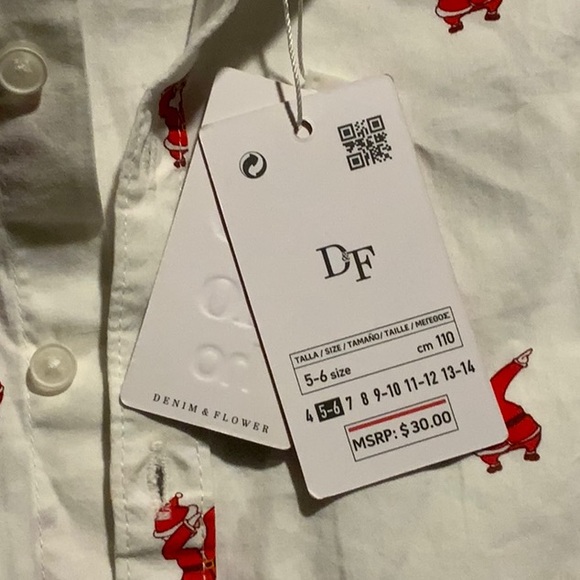 D&F
TALLA / SIZE / TAMAÑO/ TAILLE / ΜΕΓΕΘΟΣ
5-6 size cm 110
4 5-6 7 8 9-10 11-12 13-14
MSRP: $30.00
or
DENIM & FLOWER